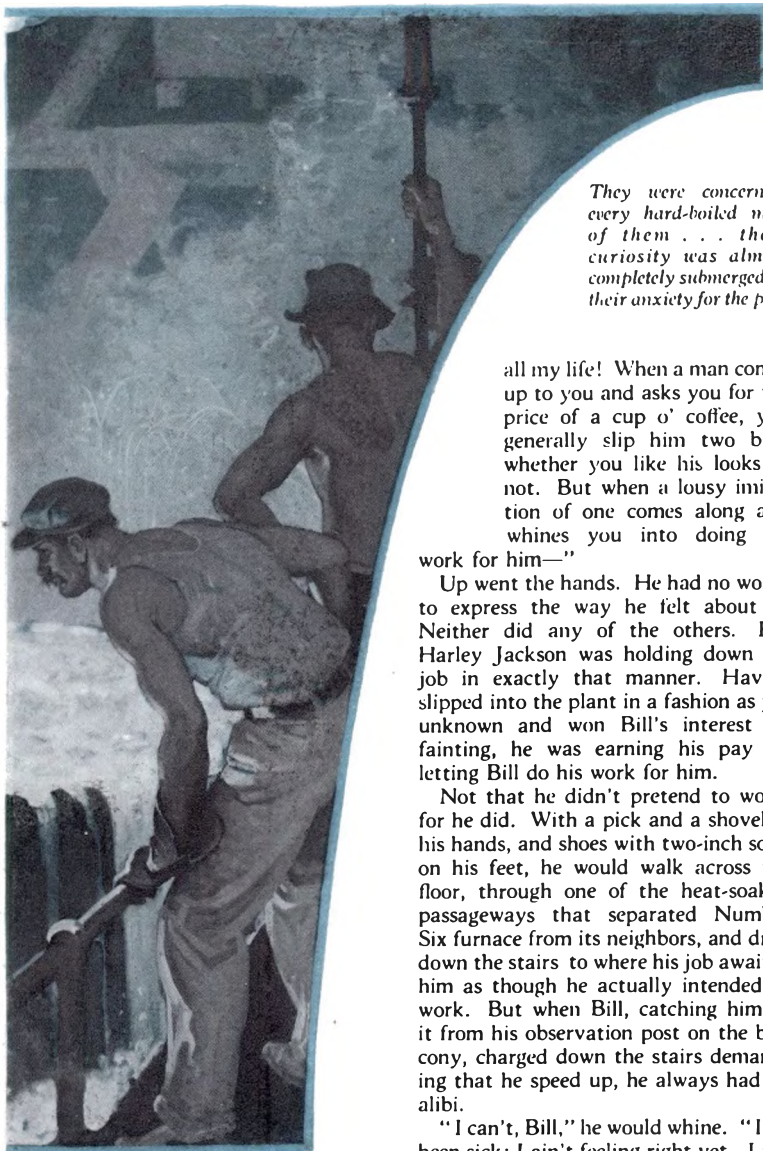 They were concern
every hard-boiled
of them . . . the
curiosity was alm
completely submerged
their anxiety for the p
all my life! When a man con
up to you and asks you for
price of a cup o' coffee, y
generally slip him two b
whether you like his looks
not. But when a lousy imi
tion of one comes along a
whines you into doing
work for him—"
Up went the hands. He had no wo
to express the way he felt about
Neither did any of the others.
Harley Jackson was holding down
job in exactly that manner. Hav
slipped into the plant in a fashion as
unknown and won Bill's interest
fainting, he was earning his pay
letting Bill do his work for him.
Not that he didn't pretend to wo
for he did. With a pick and a shovel
his hands, and shoes with two-inch so
on his feet, he would walk across
floor, through one of the heat-soak
passageways that separated Num
Six furnace from its neighbors, and dr
down the stairs to where his job awai
him as though he actually intended
work. But when Bill, catching him
it from his observation post on the b
cony, charged down the stairs deman
ing that he speed up, he always had
alibi.
"I can't, Bill," he would whine. "I
been sick; I ain't feeling right yet. I